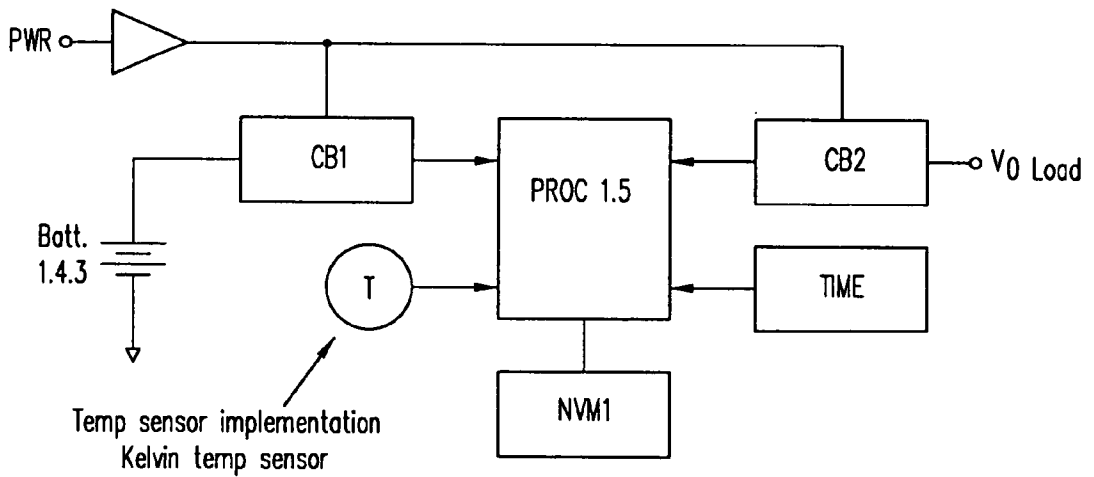 PWR
CB1
PROC 1.5
CB2
V0 Load
Batt.
1.4.3
T
TIME
NVM1
Temp sensor implementation
Kelvin temp sensor